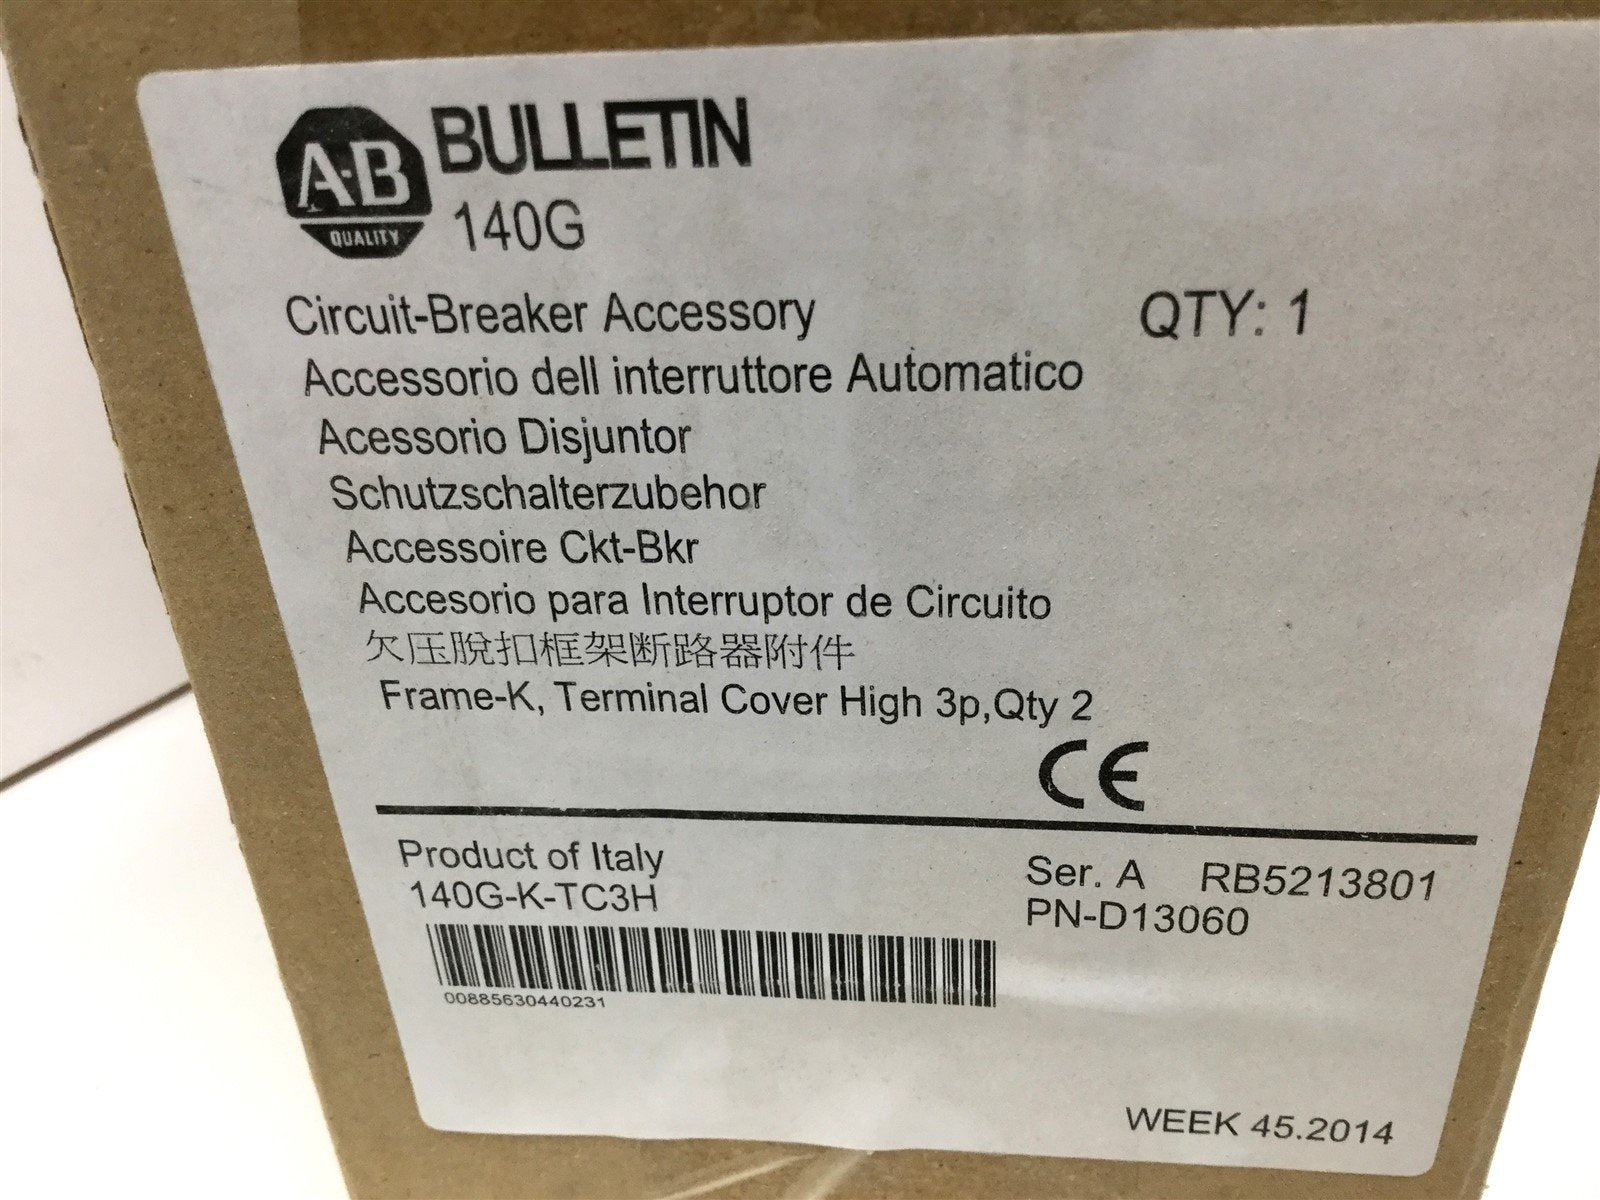 A-B
QUALITY
BULLETIN
140G
Circuit-Breaker Accessory
QTY: 1
Accessorio dell interruttore Automatico
Acessorio Disjuntor
Schutzschalterzubehor
Accessoire Ckt-Bkr
Accesorio para Interruptor de Circuito
欠压脫扣框架断路器附件
Frame-K, Terminal Cover High 3p,Qty 2
CE
Product of Italy
140G-K-TC3H
Ser. A RB5213801
PN-D13060
00885630440231
WEEK 45.2014